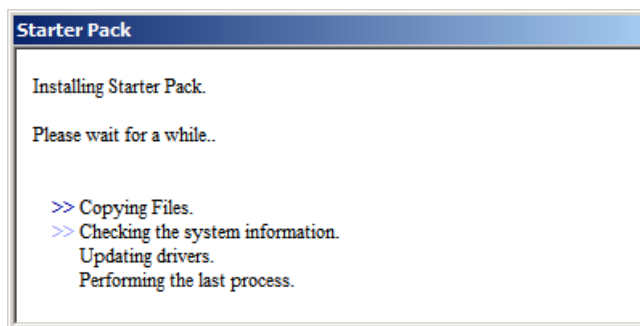 Starter Pack
Installing Starter Pack.
Please wait for a while..
>> Copying Files.
>> Checking the system information.
Updating drivers.
Performing the last process.